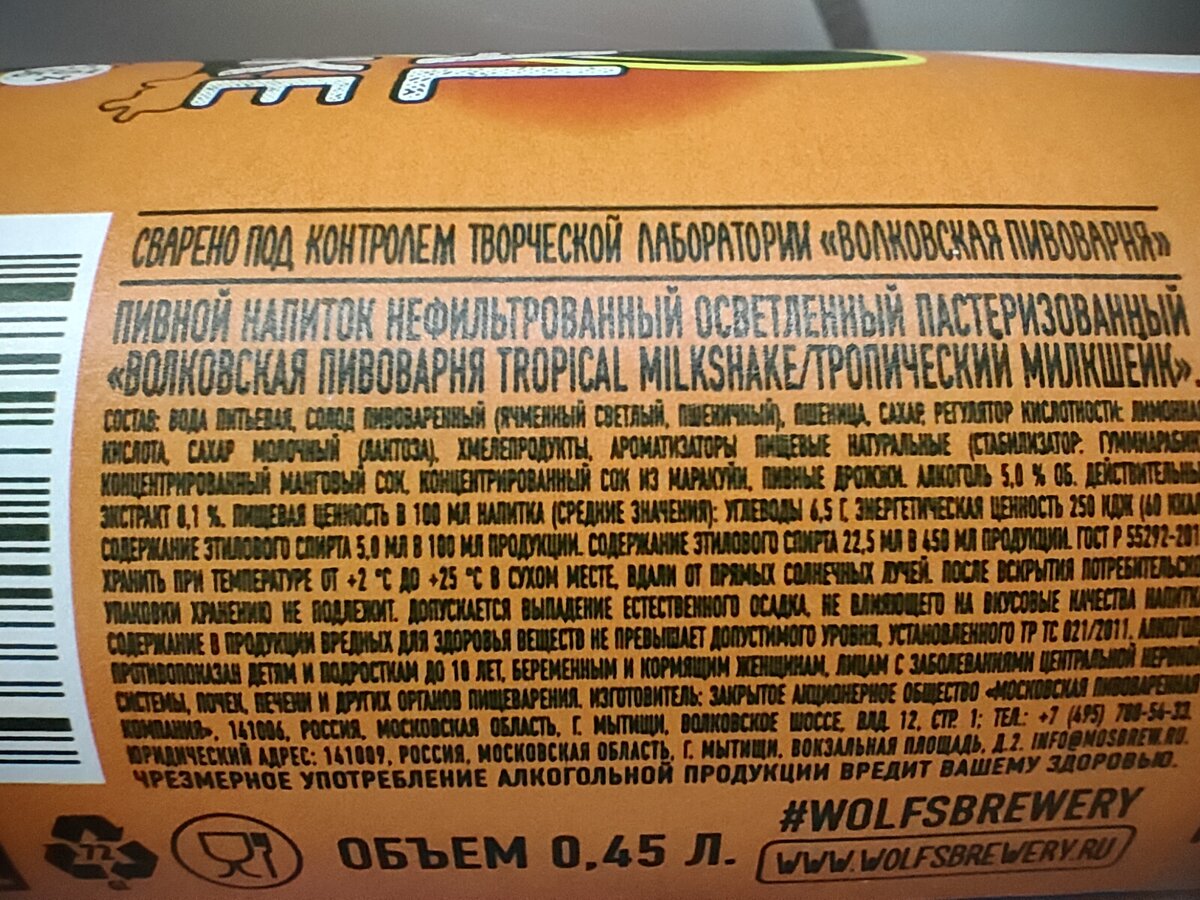 СВАРЕНО ПОД КОНТРОЛЕМ ТВОРЧЕСКОЙ ЛАБОРАТОРИИ «ВОЛКОВСКАЯ ПИВОВАРНЯ»
ПИВНОЙ НАПИТОК НЕФИЛЬТРОВАННЫЙ ОСВЕТЛЕННЫЙ ПАСТЕРИЗОВАННЫЙ
«ВОЛКОВСКАЯ ПИВОВАРНЯ TROPICAL MILKSHAKE/ТРОПИЧЕСКИЙ МИЛКШЕЙК».
СОСТАВ: ВОДА ПИТЬЕВАЯ, СОЛОД ПИВОВАРЕННЫЙ (ЯЧМЕННЫЙ СВЕТЛЫЙ, ПШЕНИЧНЫЙ), ПШЕНИЦА, САХАР, РЕГУЛЯТОР КИСЛОТНОСТИ: ЛИМОННА
КИСЛОТА, САХАР МОЛОЧНЫЙ (ЛАКТОЗА), ХМЕЛЕПРОДУКТЫ, АРОМАТИЗАТОРЫ ПИЩЕВЫЕ НАТУРАЛЬНЫЕ (СТАБИЛИЗАТОР: ГУММИАРАБИК
КОНЦЕНТРИРОВАННЫЙ МАНГОВЫЙ СОК, КОНЦЕНТРИРОВАННЫЙ СОК ИЗ МАРАКУЙИ, ПИВНЫЕ ДРОЖЖИ. АЛКОГОЛЬ 5,0 % ОБ. ДЕЙСТВИТЕЛЬНЫ
ЭКСТРАКТ 8,1 %. ПИЩЕВАЯ ЦЕННОСТЬ В 100 МЛ НАПИТКА (СРЕДНИЕ ЗНАЧЕНИЯ): УГЛЕВОДЫ 6,5 Г, ЭНЕРГЕТИЧЕСКАЯ ЦЕННОСТЬ 250 КДЖ (60 ККА
СОДЕРЖАНИЕ ЭТИЛОВОГО СПИРТА 5,0 МЛ В 100 МЛ ПРОДУКЦИИ. СОДЕРЖАНИЕ ЭТИЛОВОГО СПИРТА 22,5 МЛ В 450 МЛ ПРОДУКЦИИ. ГОСТ Р 55292-201
ХРАНИТЬ ПРИ ТЕМПЕРАТУРЕ ОТ +2 °С ДО +25 °С В СУХОМ МЕСТЕ, ВДАЛИ ОТ ПРЯМЫХ СОЛНЕЧНЫХ ЛУЧЕЙ. ПОСЛЕ ВСКРЫТИЯ ПОТРЕБИТЕЛЬСКО
УПАКОВКИ ХРАНЕНИЮ НЕ ПОДЛЕЖИТ. ДОПУСКАЕТСЯ ВЫПАДЕНИЕ ЕСТЕСТВЕННОГО ОСАДКА, НЕ ВЛИЯЮЩЕГО НА ВКУСОВЫЕ КАЧЕСТВА НАПИТК
СОДЕРЖАНИЕ В ПРОДУКЦИИ ВРЕДНЫХ ДЛЯ ЗДОРОВЬЯ ВЕЩЕСТВ НЕ ПРЕВЫШАЕТ ДОПУСТИМОГО УРОВНЯ, УСТАНОВЛЕННОГО ТР ТС 021/2011. АЛКОГОЛ
ПРОТИВОПОКАЗАН ДЕТЯМ И ПОДРОСТКАМ ДО 18 ЛЕТ, БЕРЕМЕННЫМ И КОРМЯЩИМ ЖЕНЩИНАМ, ЛИЦАМ С ЗАБОЛЕВАНИЯМИ ЦЕНТРАЛЬНОЙ НЕРВНОЙ
СИСТЕМЫ, ПОЧЕК, ПЕЧЕНИ И ДРУГИХ ОРГАНОВ ПИЩЕВАРЕНИЯ. ИЗГОТОВИТЕЛЬ: ЗАКРЫТОЕ АКЦИОНЕРНОЕ ОБЩЕСТВО «МОСКОВСКАЯ ПИВОВАРЕННАЯ
КОМПАНИЯ», 141006, РОССИЯ, МОСКОВСКАЯ ОБЛАСТЬ, Г. МЫТИЩИ, ВОЛКОВСКОЕ ШОССЕ, ВЛД. 12, СТР. 1; ТЕЛ.: +7 (495) 780-54-33.
ЮРИДИЧЕСКИЙ АДРЕС: 141009, РОССИЯ, МОСКОВСКАЯ ОБЛАСТЬ, Г. МЫТИЩИ, ВОКЗАЛЬНАЯ ПЛОЩАДЬ, Д.2. INFO@MOSBREW.RU.
ЧРЕЗМЕРНОЕ УПОТРЕБЛЕНИЕ АЛКОГОЛЬНОЙ ПРОДУКЦИИ ВРЕДИТ ВАШЕМУ ЗДОРОВЬЮ.
#WOLFSBREWERY
ОБЪЕМ 0,45 Л.
WWW.WOLFSBREWERY.RU